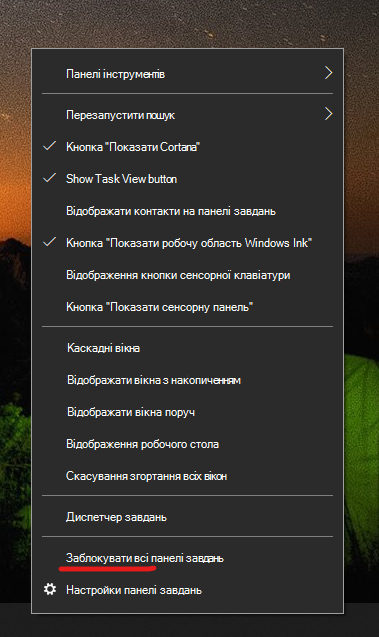 Панелі інструментів
Перезапустити пошук
Кнопка "Показати Cortana"
Show Task View button
Відображати контакти на панелі завдань
Кнопка "Показати робочу область Windows Ink"
Відображення кнопки сенсорної клавіатури
Кнопка "Показати сенсорну панель"
Каскадні вікна
Відображати вікна з накопиченням
Відображати вікна поруч
Відображення робочого стола
Скасування згортання всіх вікон
Диспетчер завдань
Заблокувати всі панелі завдань
Настройки панелі завдань